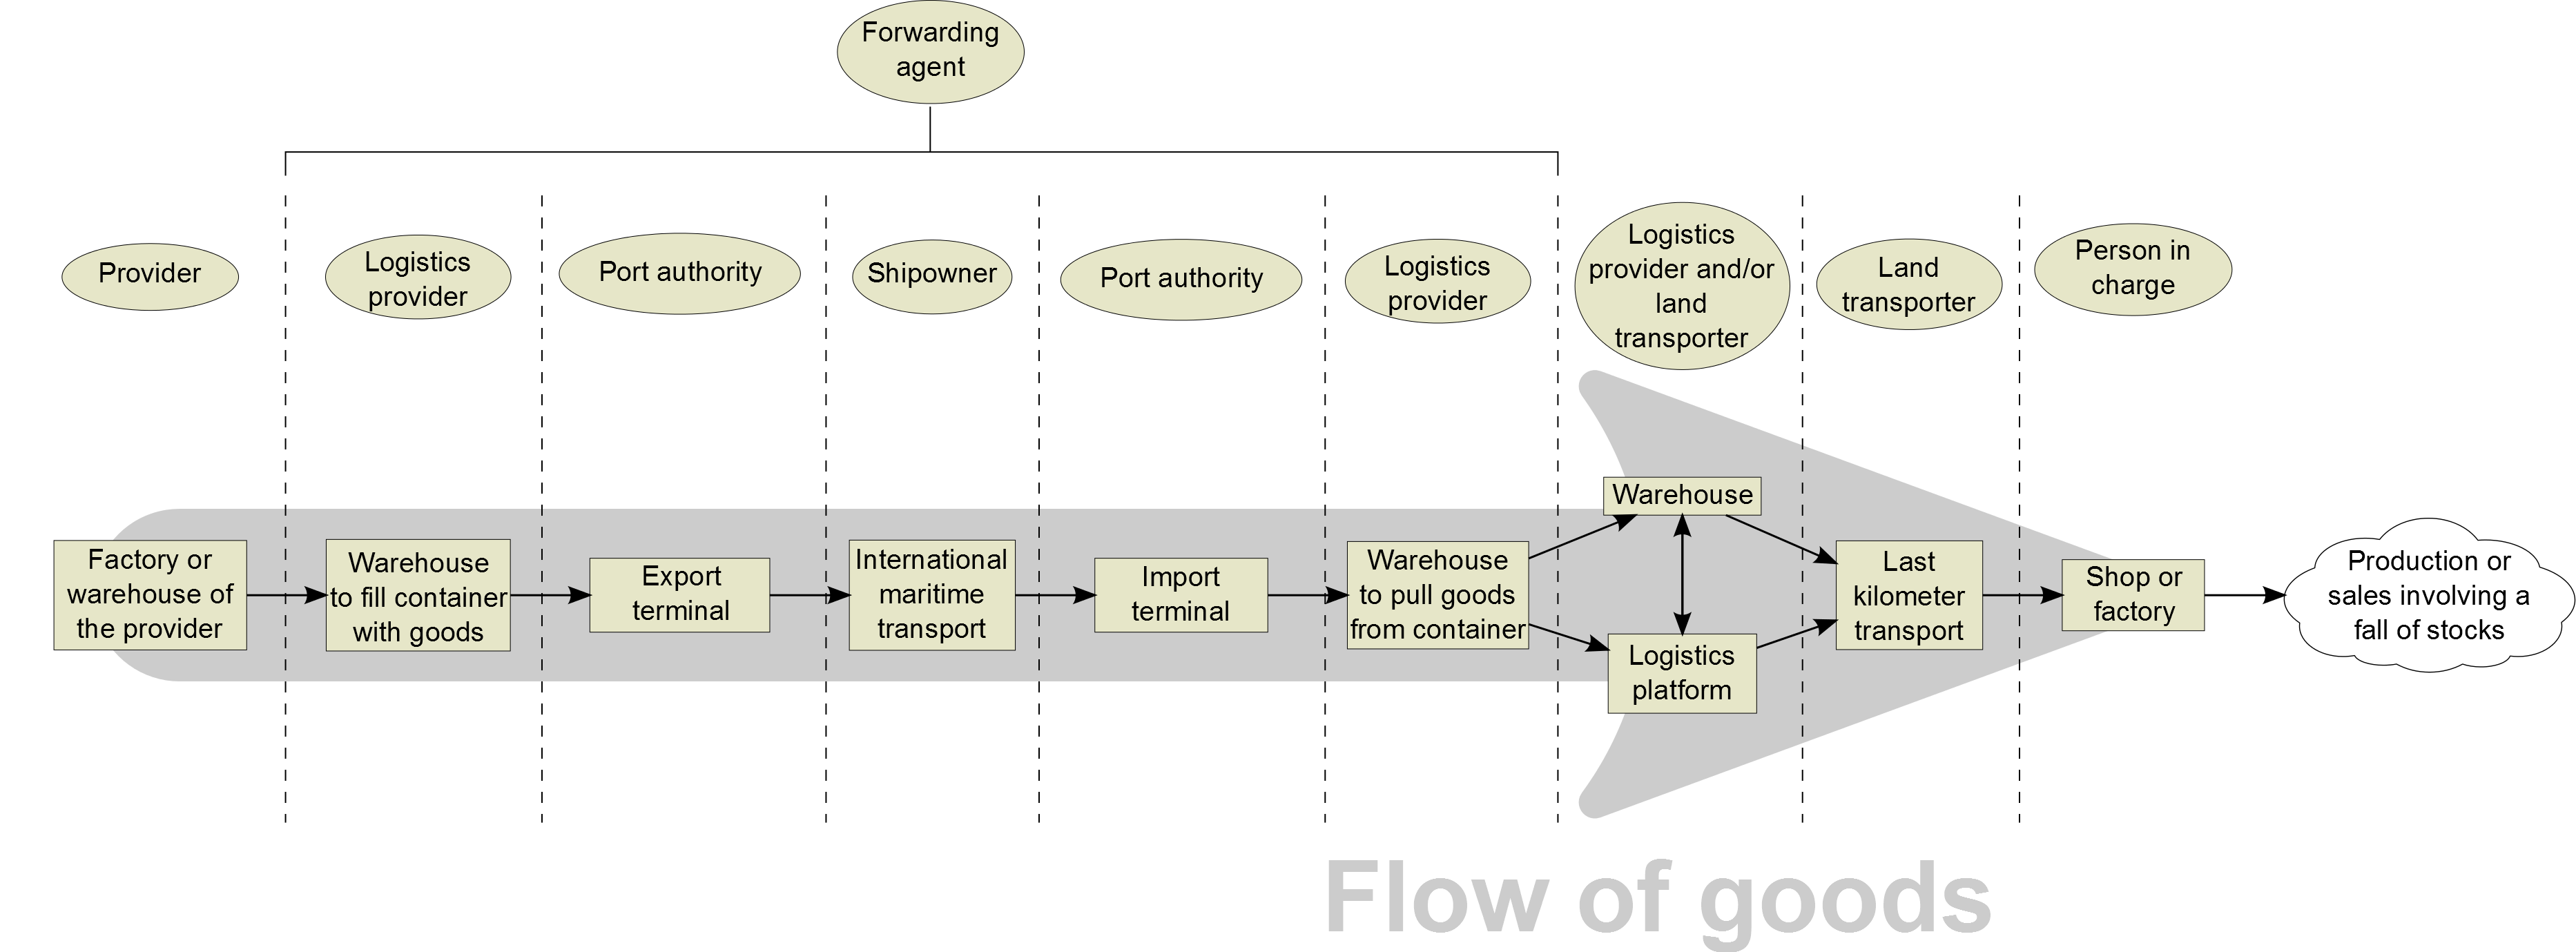 Forwarding
agent
Provider
Logistics
provider
Port authority
Shipowner
Port authority
Logistics
provider
Logistics
provider and/or
land
transporter
Land
transporter
Person in
charge
Factory or
warehouse of
the provider
Warehouse
to fill container
with goods
Export
terminal
International
maritime
transport
Import
terminal
Warehouse
to pull goods
from container
Warehouse
Logistics
platform
Last
kilometer
transport
Shop or
factory
Production or
sales involving a
fall of stocks
Flow of goods